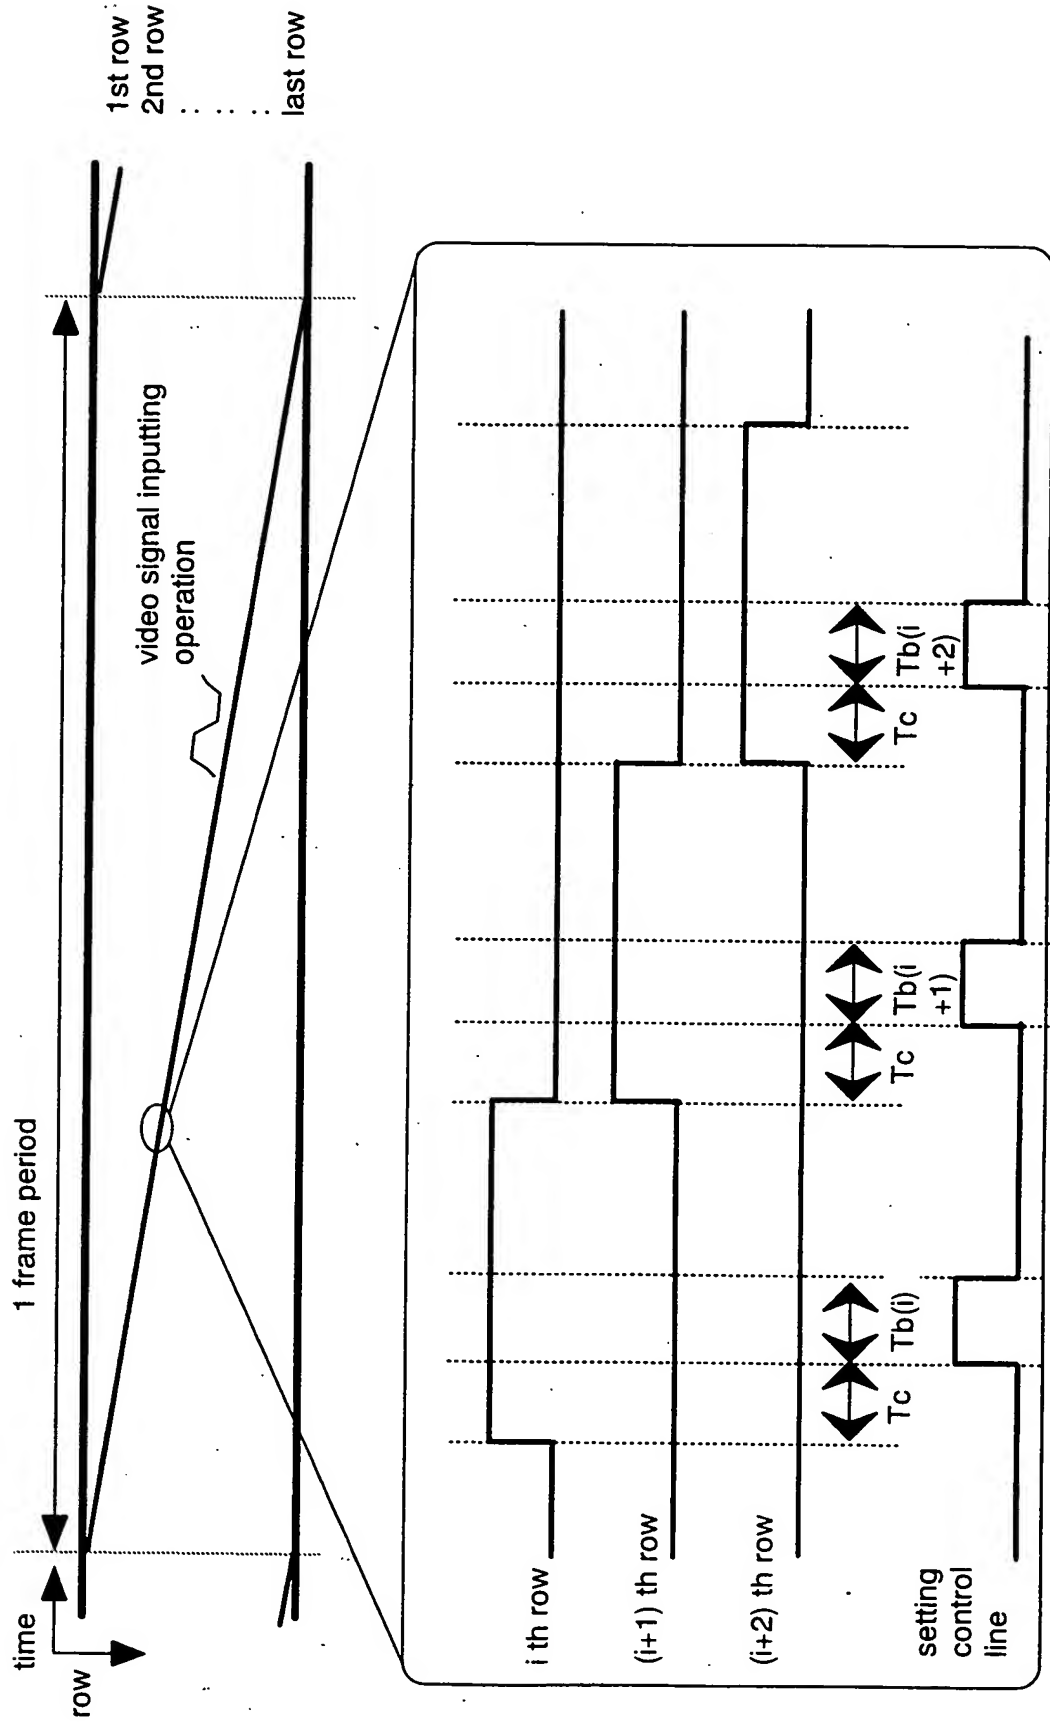 time
row
1 frame period
video signal inputting
operation
1st row
2nd row
last row
i th row
(i+1) th row
(i+2) th row
setting
control
line
Tc
Tb(i)
Tc
Tb(i
+1)
Tc
Tb(i
+2)